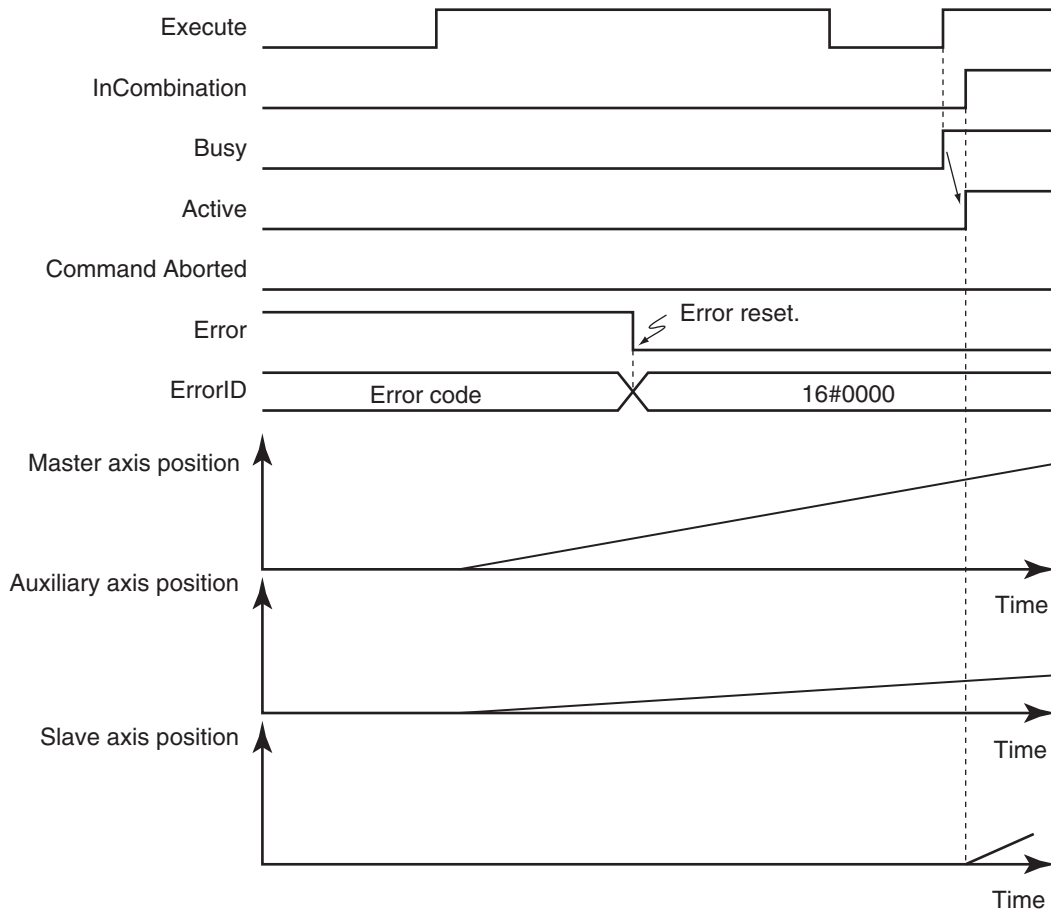 Execute
InCombination
Busy
Active
Command Aborted
Error
Error reset.
ErrorID
Error code
16#0000
Master axis position
Time
Auxiliary axis position
Time
Slave axis position
Time